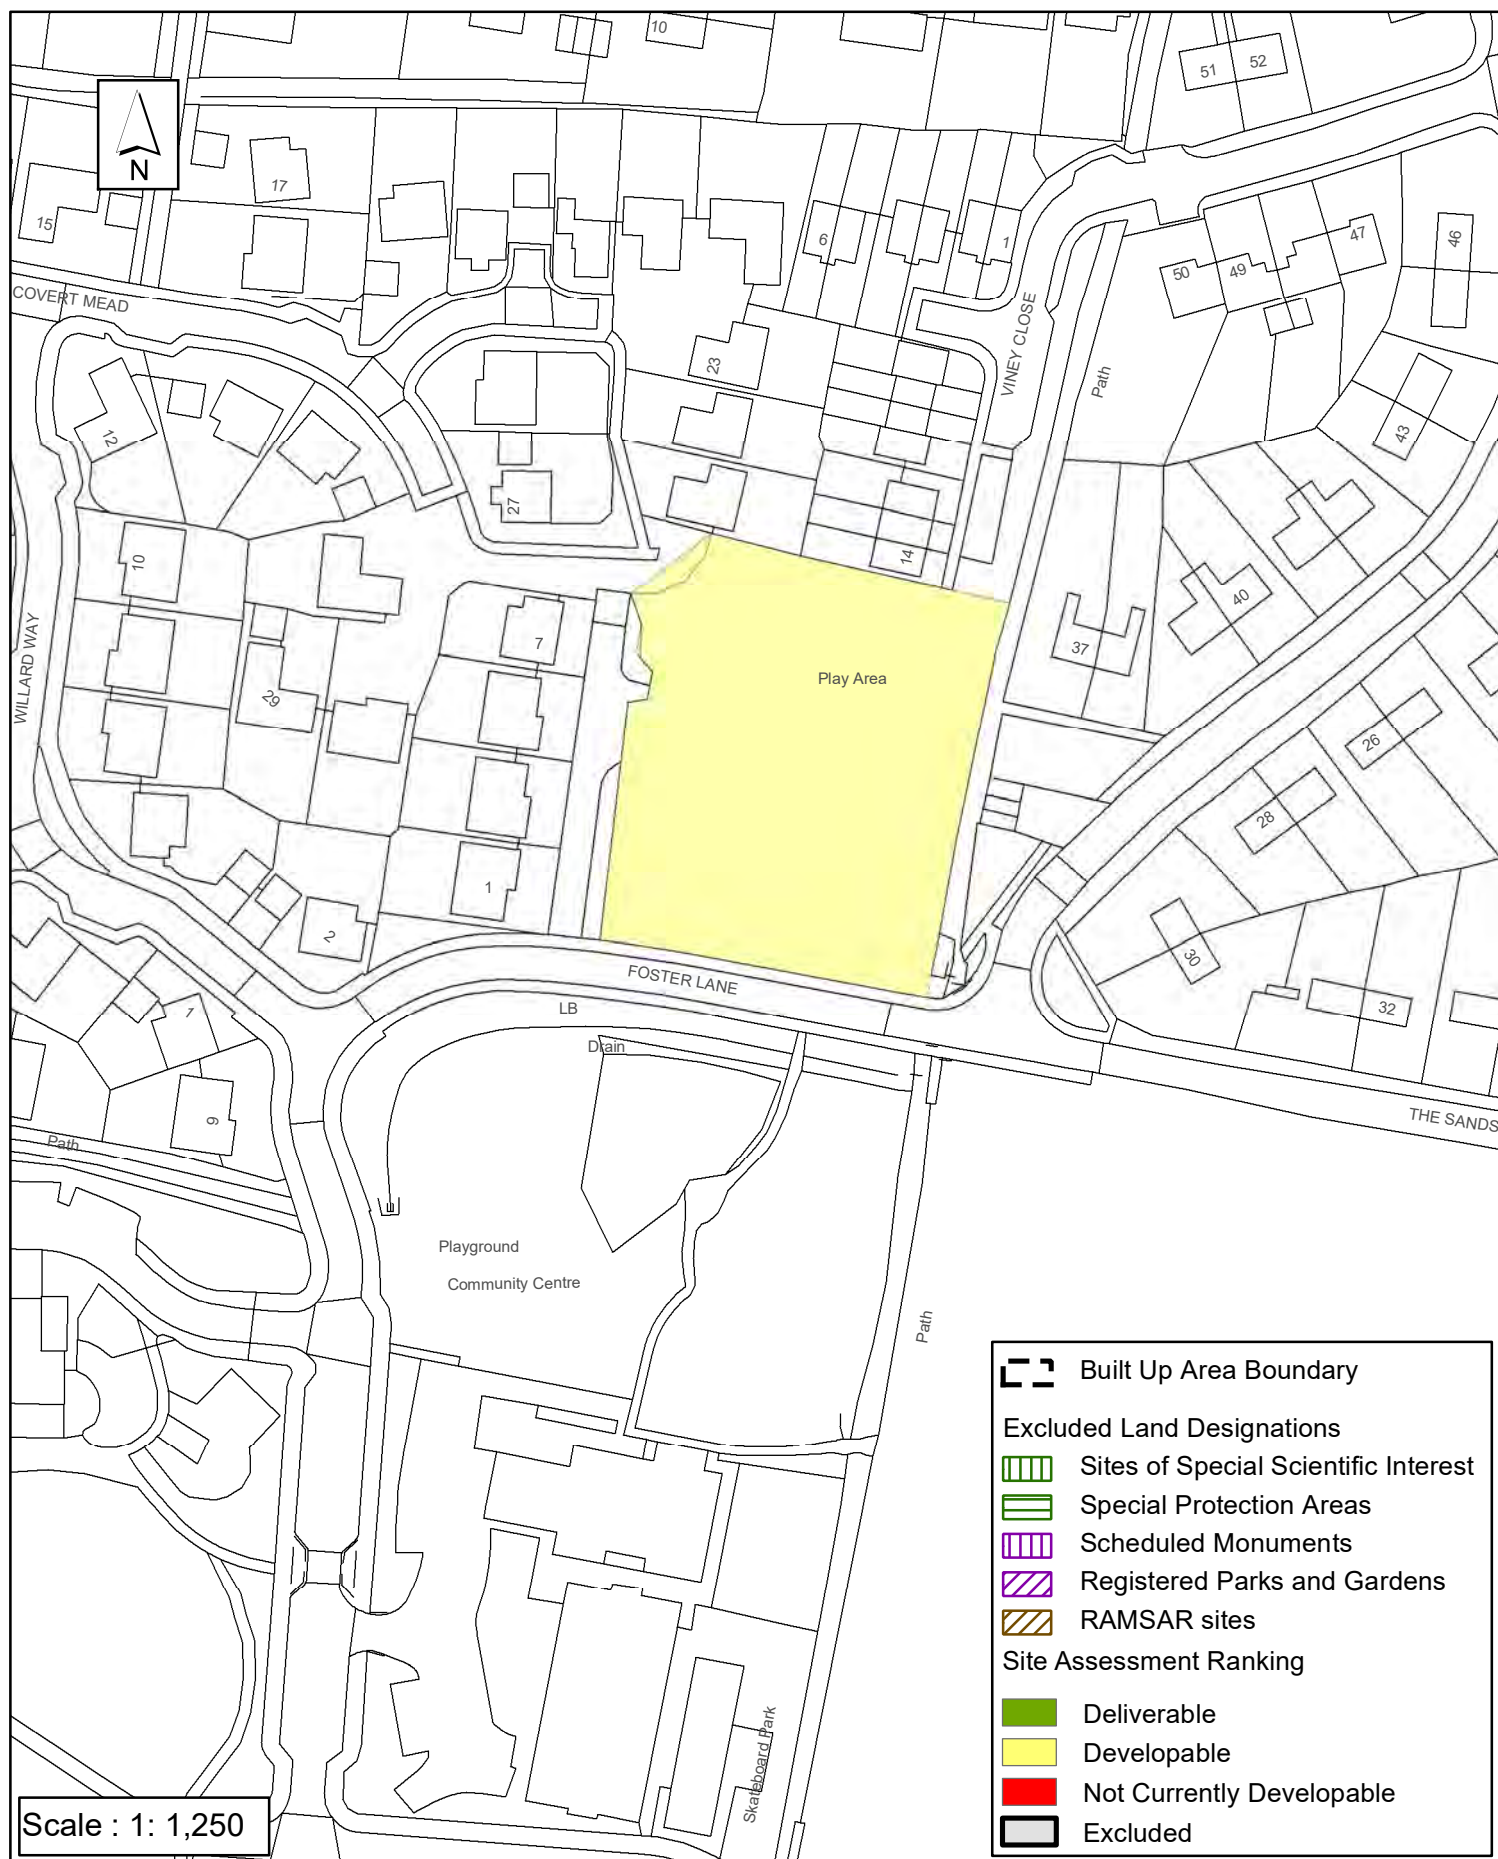 10
51
52
N
17
15
6
1
47
46
50
49
COVERT MEAD
VINEY CLOSE
23
Path
12
43
27
14
10
40
7
37
WILLARD WAY
Play Area
29
26
28
1
2
30
FOSTER LANE
LB
32
1
Drain
9
THE SANDS
Path
Playground
Community Centre
Path
Skateboard Park
Built Up Area Boundary
Excluded Land Designations
Sites of Special Scientific Interest
Special Protection Areas
Scheduled Monuments
Registered Parks and Gardens
RAMSAR sites
Site Assessment Ranking
Deliverable
Developable
Not Currently Developable
Excluded
Scale : 1: 1,250